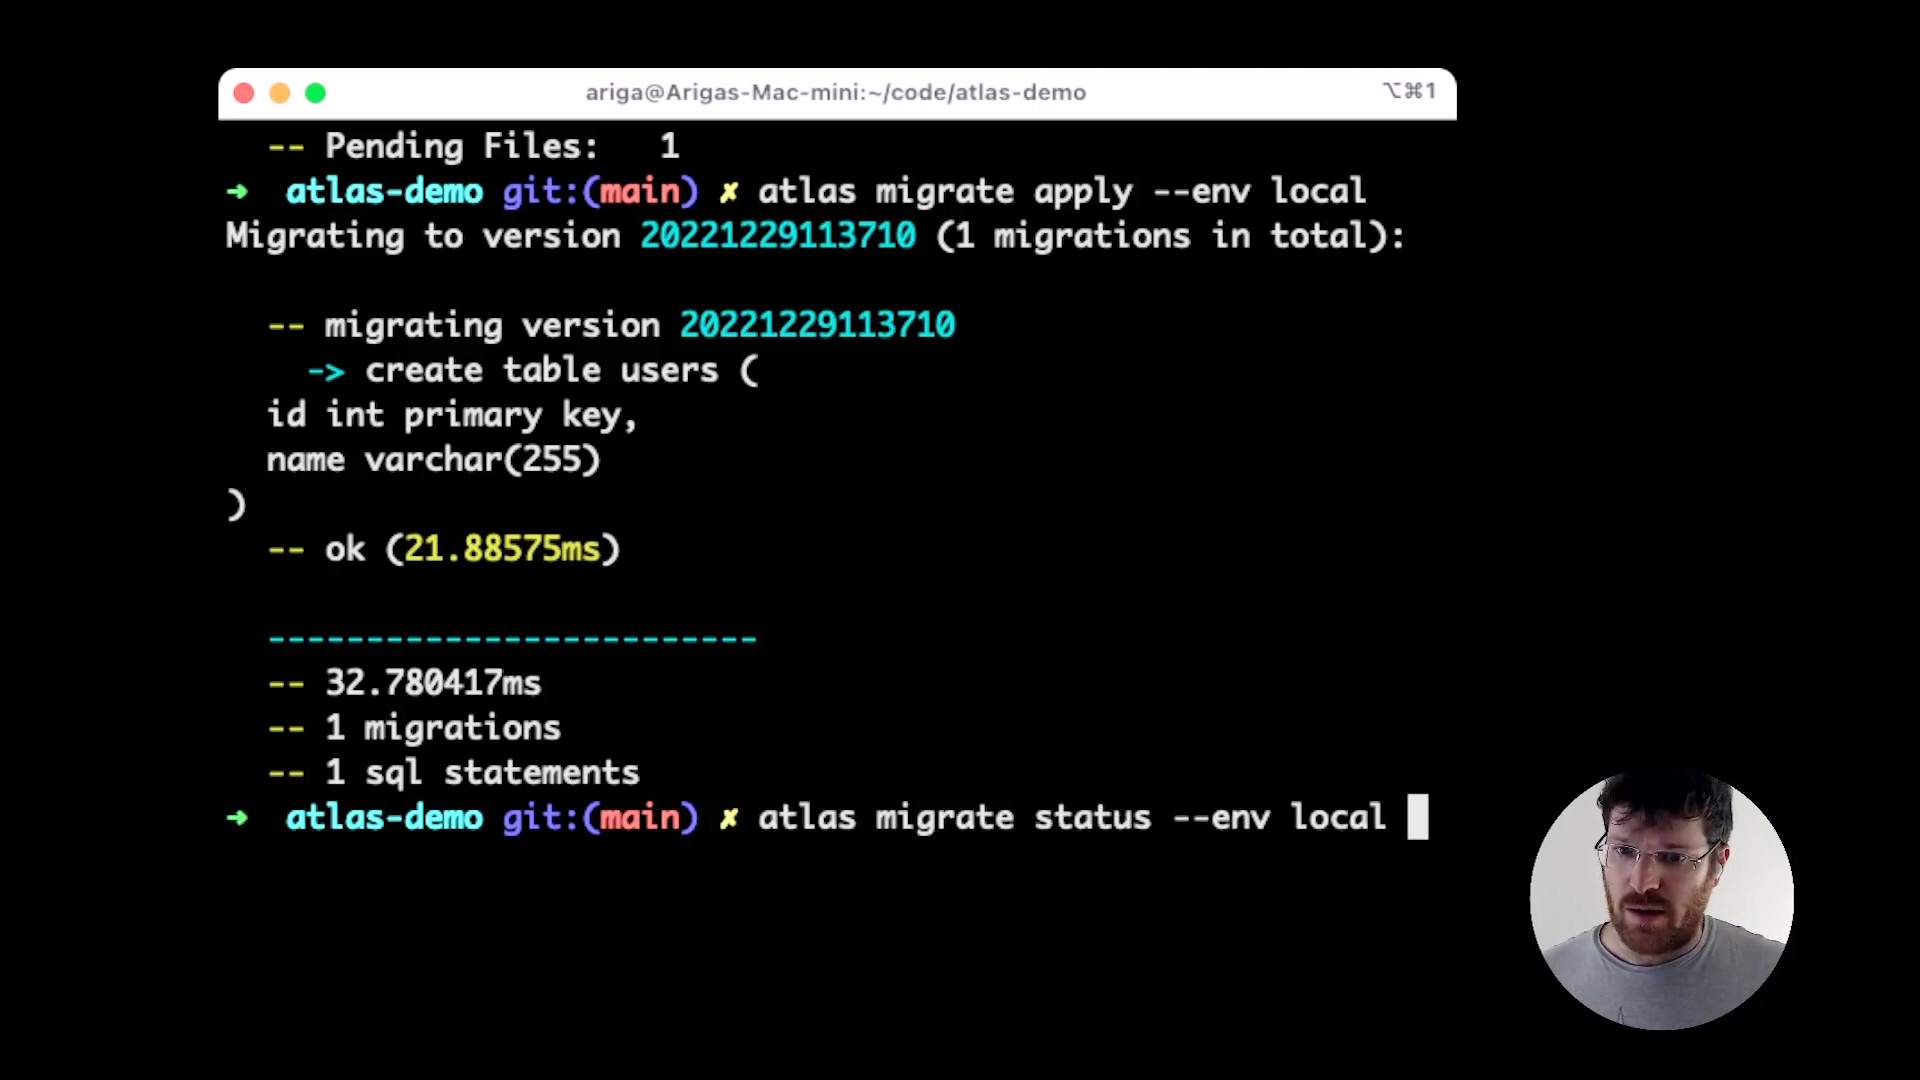 ariga@Arigas-Mac-mini:~/code/atlas-demo ⌥⌘1
-- Pending Files:   1
➜  atlas-demo git:(main) ✗ atlas migrate apply --env local
Migrating to version 20221229113710 (1 migrations in total):
-- migrating version 20221229113710
-> create table users (
id int primary key,
name varchar(255)
)
-- ok (21.88575ms)
-------------------------
-- 32.780417ms
-- 1 migrations
-- 1 sql statements
➜  atlas-demo git:(main) ✗ atlas migrate status --env local